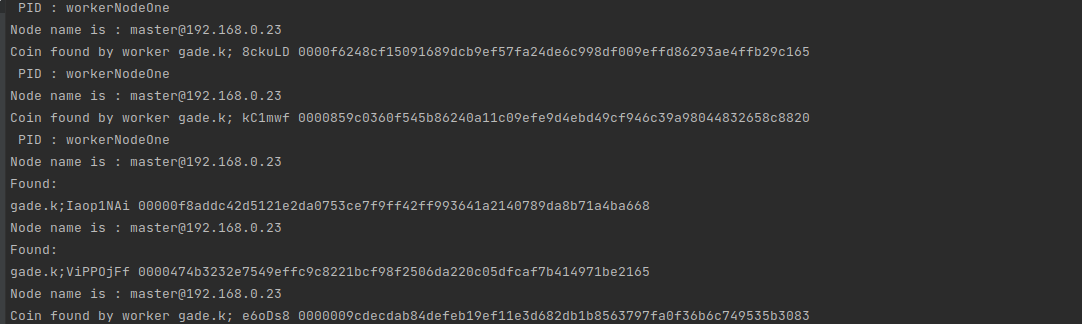 PID : workerNodeOne
Node name is : master@192.168.0.23
Coin found by worker gade.k; 8ckuLD 0000f6248cf15091689dcb9ef57fa24de6c998df009effd86293ae4ffb29c165
PID : workerNodeOne
Node name is : master@192.168.0.23
Coin found by worker gade.k; kC1mwf 0000859c0360f545b86240a11c09efe9d4ebd49cf946c39a98044832658c8820
PID : workerNodeOne
Node name is : master@192.168.0.23
Found:
gade.k;Iaop1NAi 00000f8addc42d5121e2da0753ce7f9ff42ff993641a2140789da8b71a4ba668
Node name is : master@192.168.0.23
Found:
gade.k;ViPPOjFf 0000474b3232e7549effc9c8221bcf98f2506da220c05dfcaf7b414971be2165
Node name is : master@192.168.0.23
Coin found by worker gade.k; e6oDs8 0000009cdecdab84defeb19ef11e3d682db1b8563797fa0f36b6c749535b3083